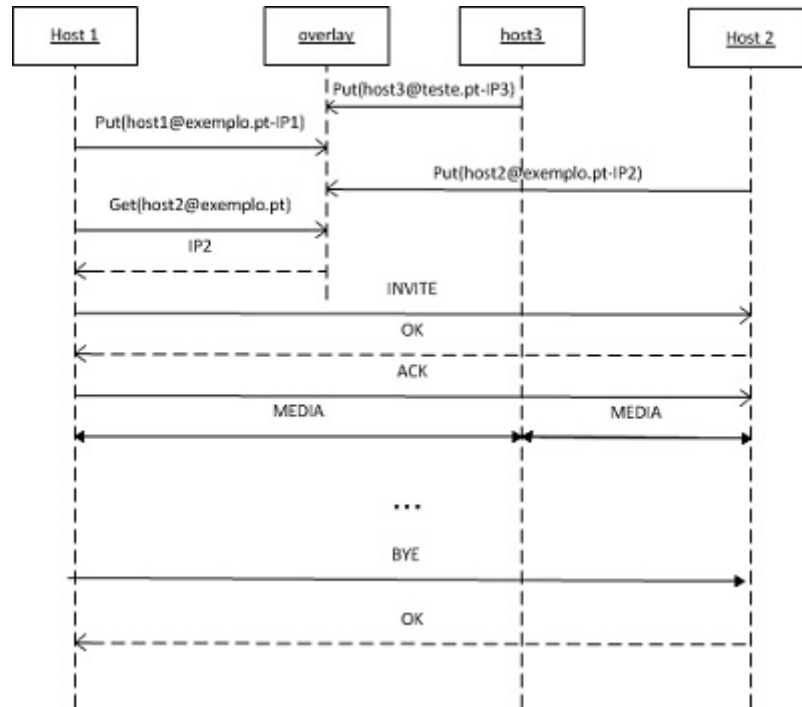 Host 1
overlay
host3
Host 2
Put(host3@teste.pt-IP3)
Put(host1@exemplo.pt-IP1)
Put(host2@exemplo.pt-IP2)
Get(host2@exemplo.pt)
IP2
INVITE
OK
ACK
MEDIA
MEDIA
...
BYE
OK